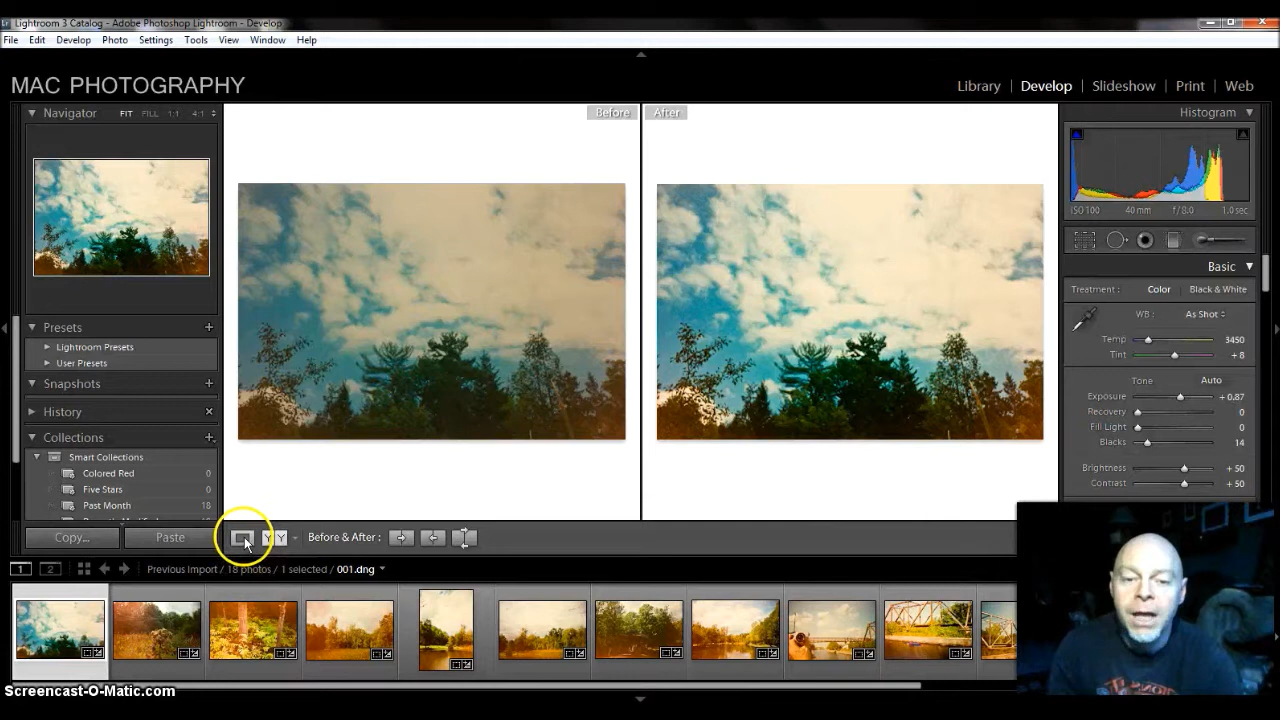 Lightroom 3 Catalog - Adobe Photoshop Lightroom - Develop
File Edit Develop Photo Settings Tools View Window Help
MAC PHOTOGRAPHY
Library | Develop | Slideshow | Print | Web
Navigator FIT FILL 1:1 4:1
Before After
Histogram
ISO 100 40 mm f / 8.0 1.0 sec
Basic
Treatment : Color Black & White
WB : As Shot
Temp 3450
Tint + 8
Tone Auto
Exposure + 0.87
Recovery 0
Fill Light 0
Blacks 14
Brightness + 50
Contrast + 50
Presets
Lightroom Presets
User Presets
Snapshots
History
Collections
Smart Collections
Colored Red 0
Five Stars 0
Past Month 18
Copy... Paste
Y Y Before & After :
1 2 Previous Import / 18 photos / 1 selected / 001.dng
Screencast-O-Matic.com